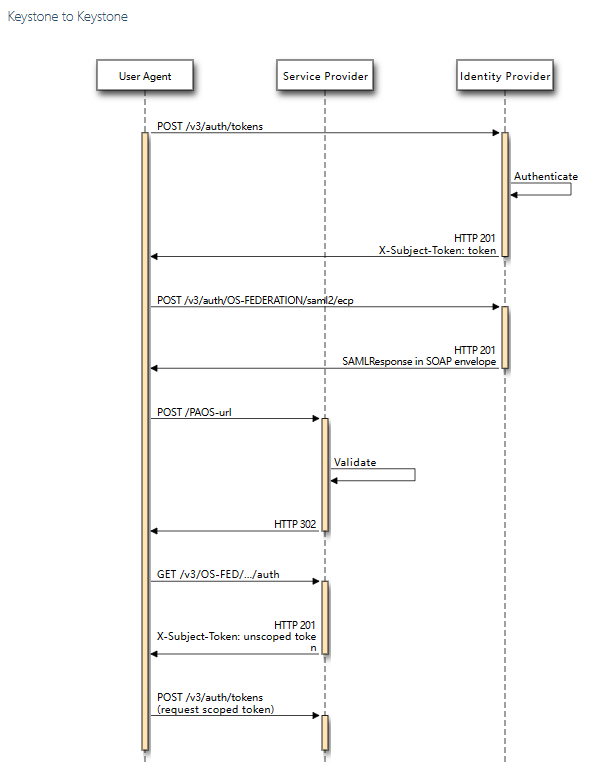 Keystone to Keystone
User Agent
Service Provider
Identity Provider
POST /v3/auth/tokens
Authenticate
HTTP 201
X-Subject-Token: token
POST /v3/auth/OS-FEDERATION/saml2/ecp
HTTP 201
SAMLResponse in SOAP envelope
POST /PAOS-url
Validate
HTTP 302
GET /v3/OS-FED/.../auth
HTTP 201
X-Subject-Token: unscoped toke
n
POST /v3/auth/tokens
(request scoped token)